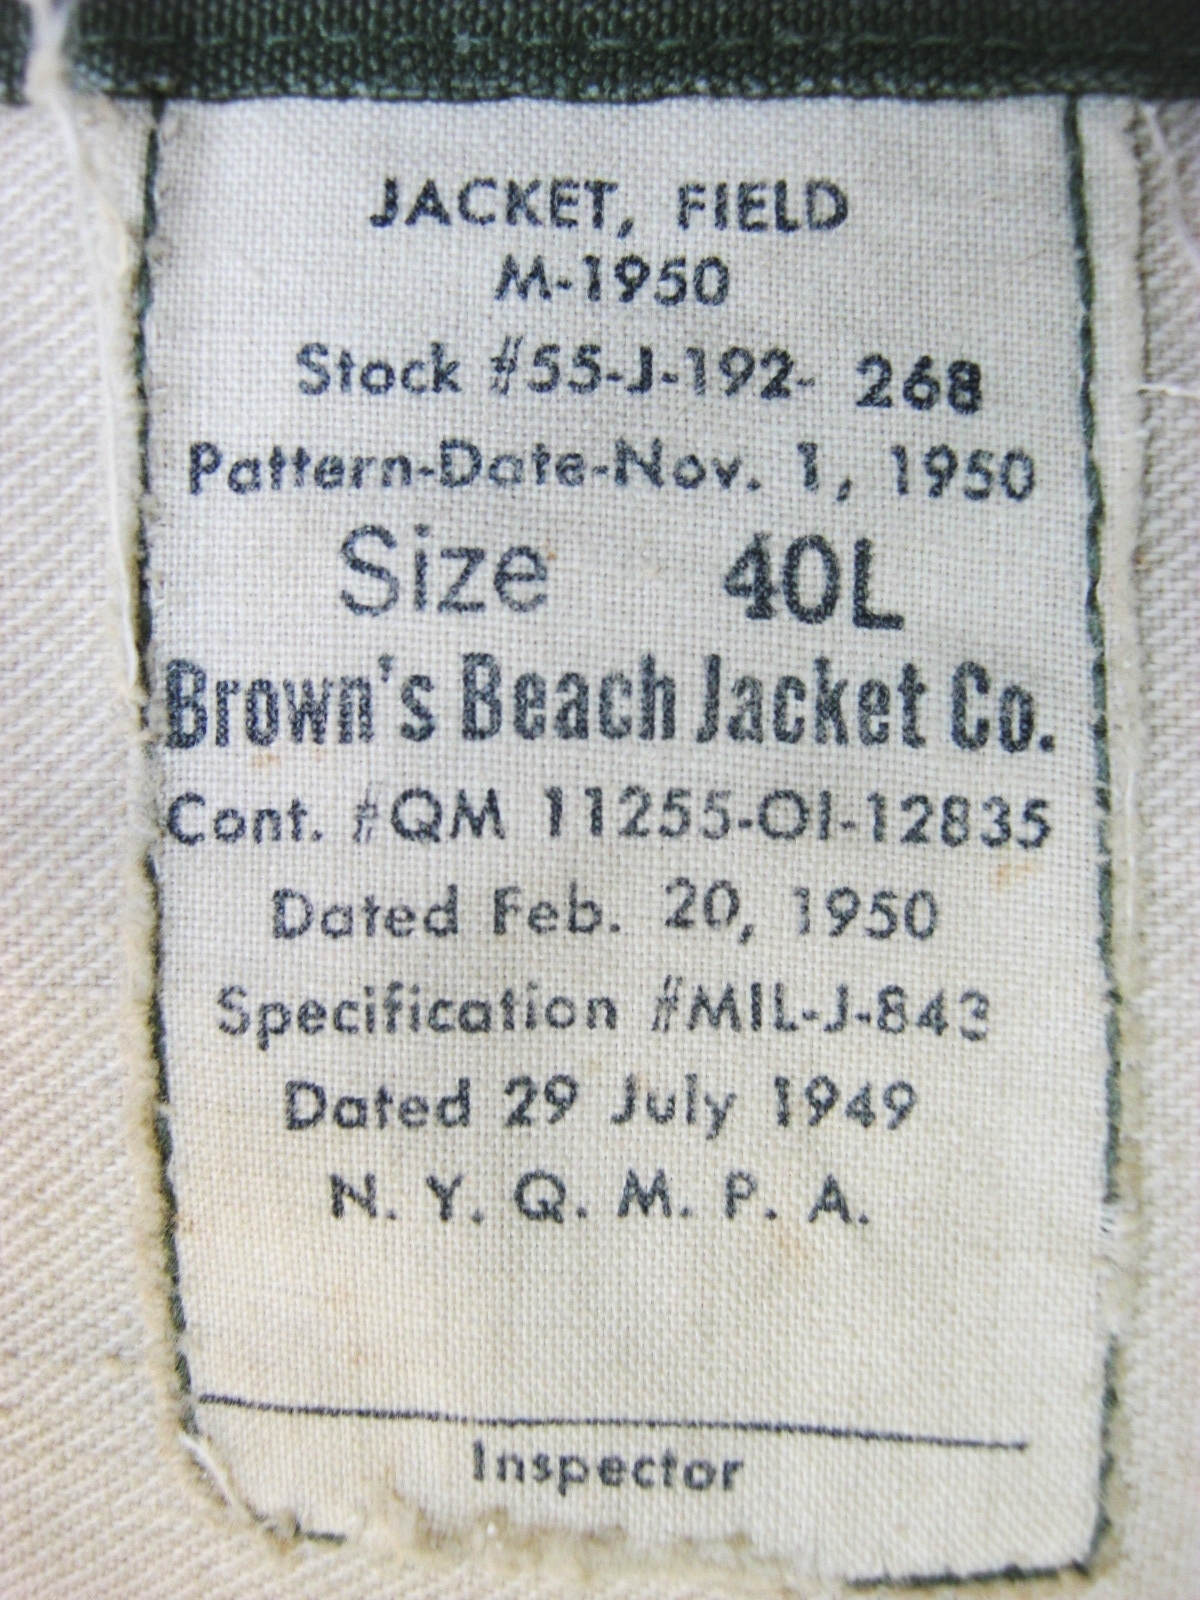 JACKET, FIELD
M-1950
Stock #55-J-192- 268
Pattern-Date-Nov. 1, 1950
Size 40L
Brown's Beach Jacket Co.
Cont. #QM 11255-OI-12835
Dated Feb. 20, 1950
Specification #MIL-J-843
Dated 29 July 1949
N. Y. Q. M. P. A.
Inspector